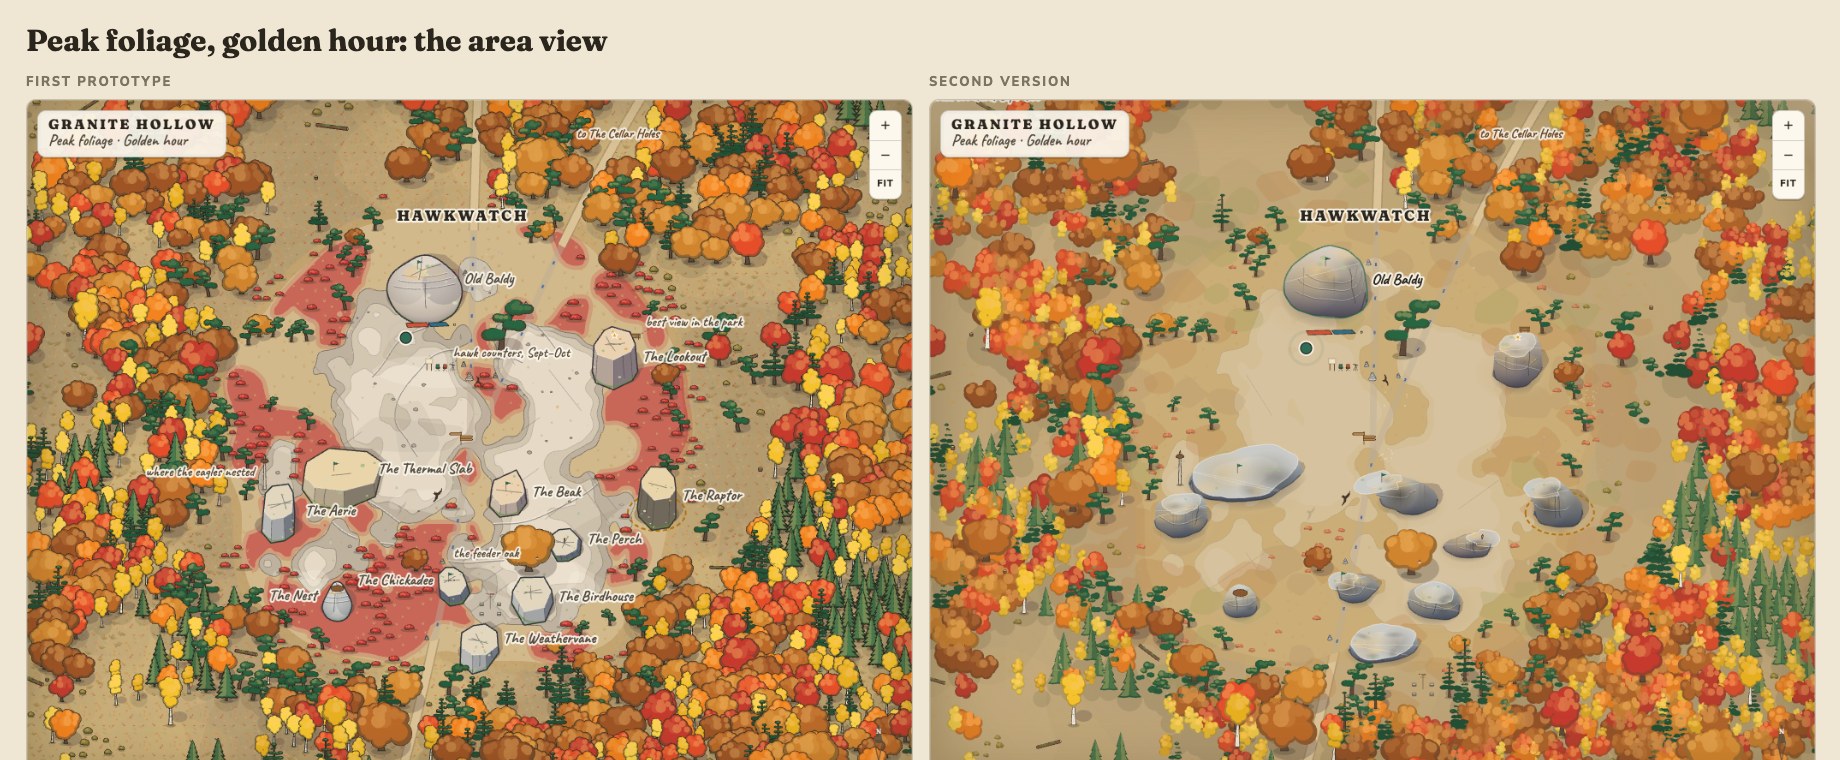 Peak foliage, golden hour: the area view
FIRST PROTOTYPE
GRANITE HOLLOW
Peak foliage · Golden hour
to The Cellar Holes
+
−
FIT
HAWKWATCH
Old Baldy
best view in the park
hawk counters, Sept-Oct
The Lookout
where the eagles nested
The Thermal Slab
The Beak
The Raptor
The Aerie
The Perch
the feeder oak
The Chickadee
The Nest
The Birdhouse
The Weathervane
N
SECOND VERSION
GRANITE HOLLOW
Peak foliage · Golden hour
to The Cellar Holes
+
−
FIT
HAWKWATCH
Old Baldy
N